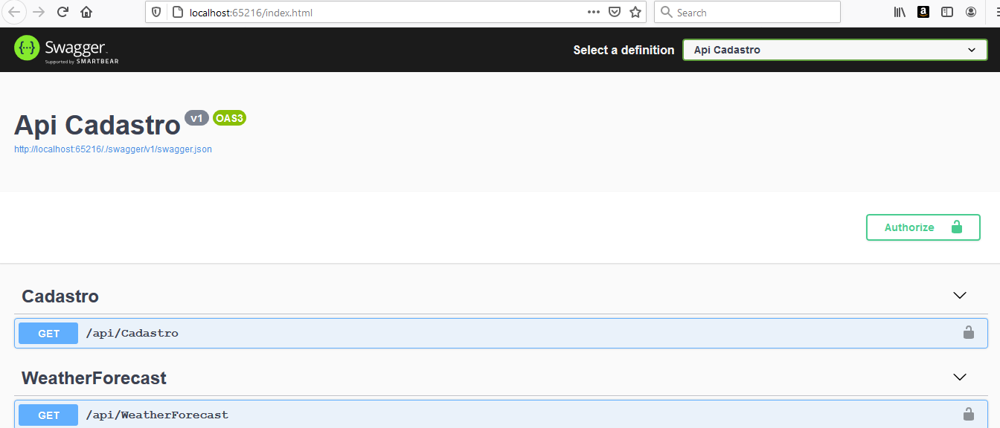 localhost:65216/index.html
Search
Swagger
Supported by SMARTBEAR
Select a definition
Api Cadastro
Api Cadastro v1 OAS3
http://localhost:65216/./swagger/v1/swagger.json
Authorize
Cadastro
GET /api/Cadastro
WeatherForecast
GET /api/WeatherForecast